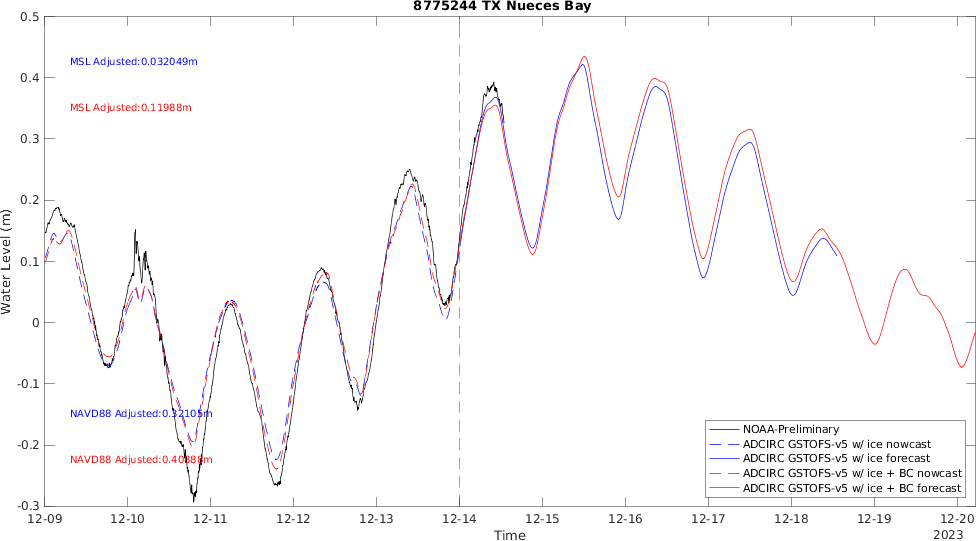 8775244 TX Nueces Bay
0.5
0.4
0.3
0.2
0.1
0
-0.1
-0.2
-0.3
Water Level (m)
MSL Adjusted:0.032049m
MSL Adjusted:0.11988m
NAVD88 Adjusted:0.32105m
NAVD88 Adjusted:0.40888m
NOAA-Preliminary
ADCIRC GSTOFS-v5 w/ ice nowcast
ADCIRC GSTOFS-v5 w/ ice forecast
ADCIRC GSTOFS-v5 w/ ice + BC nowcast
ADCIRC GSTOFS-v5 w/ ice + BC forecast
12-09 12-10 12-11 12-12 12-13 12-14 12-15 12-16 12-17 12-18 12-19 12-20
Time 2023